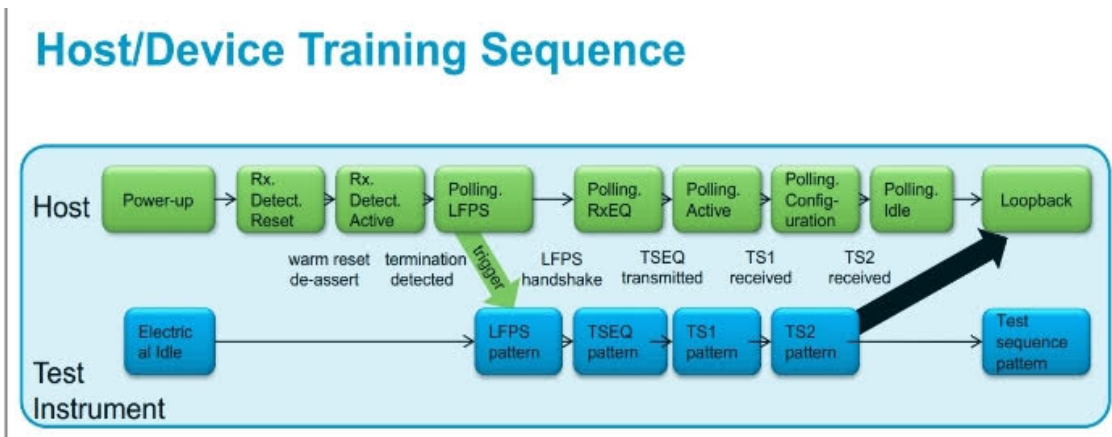 Host/Device Training Sequence
Host
Power-up
Rx.
Detect.
Reset
Rx.
Detect.
Active
Polling.
LFPS
Polling.
RxEQ
Polling.
Active
Polling.
Config-
uration
Polling.
Idle
Loopback
warm reset
de-assert
termination
detected
trigger
LFPS
handshake
TSEQ
transmitted
TS1
received
TS2
received
Electric
al Idle
LFPS
pattern
TSEQ
pattern
TS1
pattern
TS2
pattern
Test
sequence
pattern
Test
Instrument